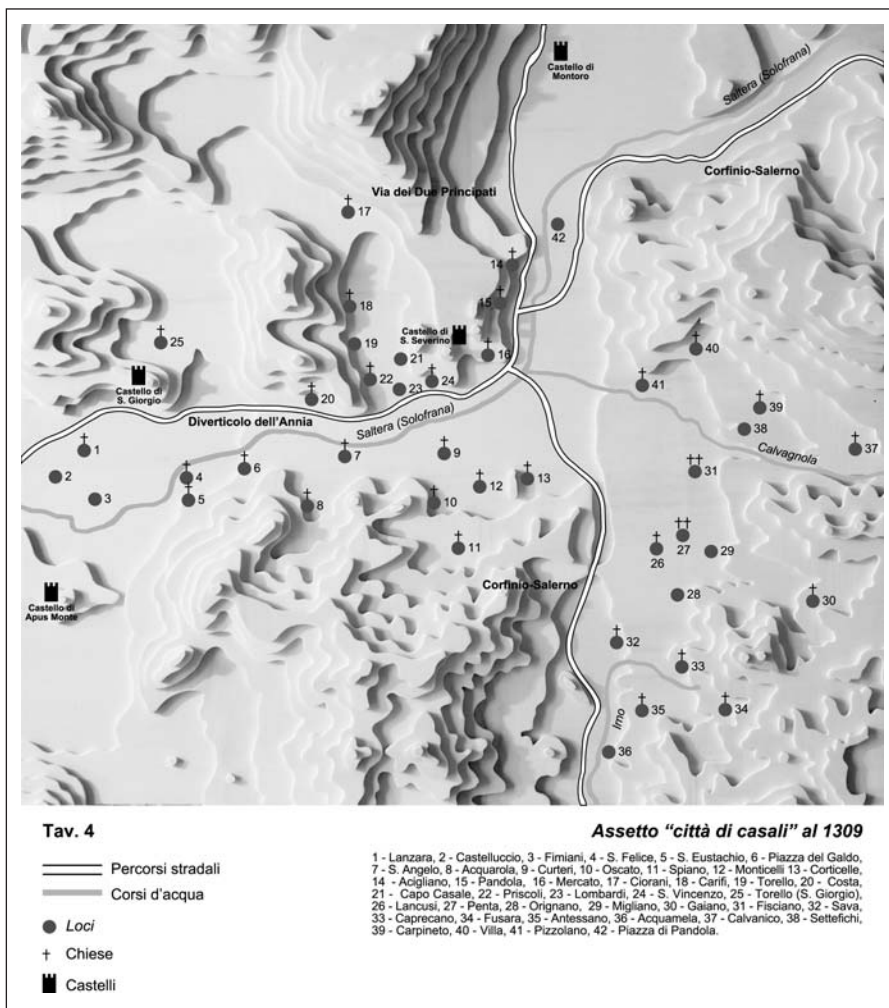 Castello di
Montoro
Saltera (Solofrana)
Corfinio-Salerno
Via dei Due Principati
17
42
14
15
18
Castello di
S. Severino
16
19
21
25
40
41
22
23
24
20
Castello di
S. Giorgio
39
38
Diverticolo dell'Annia
Saltera (Solofrana)
Calvagnola
37
1
2
3
4
5
6
7
8
9
10
11
12
13
31
27
26
29
Corfinio-Salerno
Castello di
Apus Monte
28
30
32
33
Irno
35
34
36
Tav. 4
Assetto "città di casali" al 1309
Percorsi stradali
Corsi d'acqua
Loci
Chiese
Castelli
1 - Lanzara, 2 - Castelluccio, 3 - Fimiani, 4 - S. Felice, 5 - S. Eustachio, 6 - Piazza del Galdo,
7 - S. Angelo, 8 - Acquarola, 9 - Curteri, 10 - Oscato, 11 - Spiano, 12 - Monticelli 13 - Corticelle,
14 - Acigliano, 15 - Pandola, 16 - Mercato, 17 - Ciorani, 18 - Carifi, 19 - Torello, 20 - Costa,
21 - Capo Casale, 22 - Priscoli, 23 - Lombardi, 24 - S. Vincenzo, 25 - Torello (S. Giorgio),
26 - Lancusi, 27 - Penta, 28 - Orignano, 29 - Migliano, 30 - Gaiano, 31 - Fisciano, 32 - Sava,
33 - Caprecano, 34 - Fusara, 35 - Antessano, 36 - Acquamela, 37 - Calvanico, 38 - Settefichi,
39 - Carpineto, 40 - Villa, 41 - Pizzolano, 42 - Piazza di Pandola.